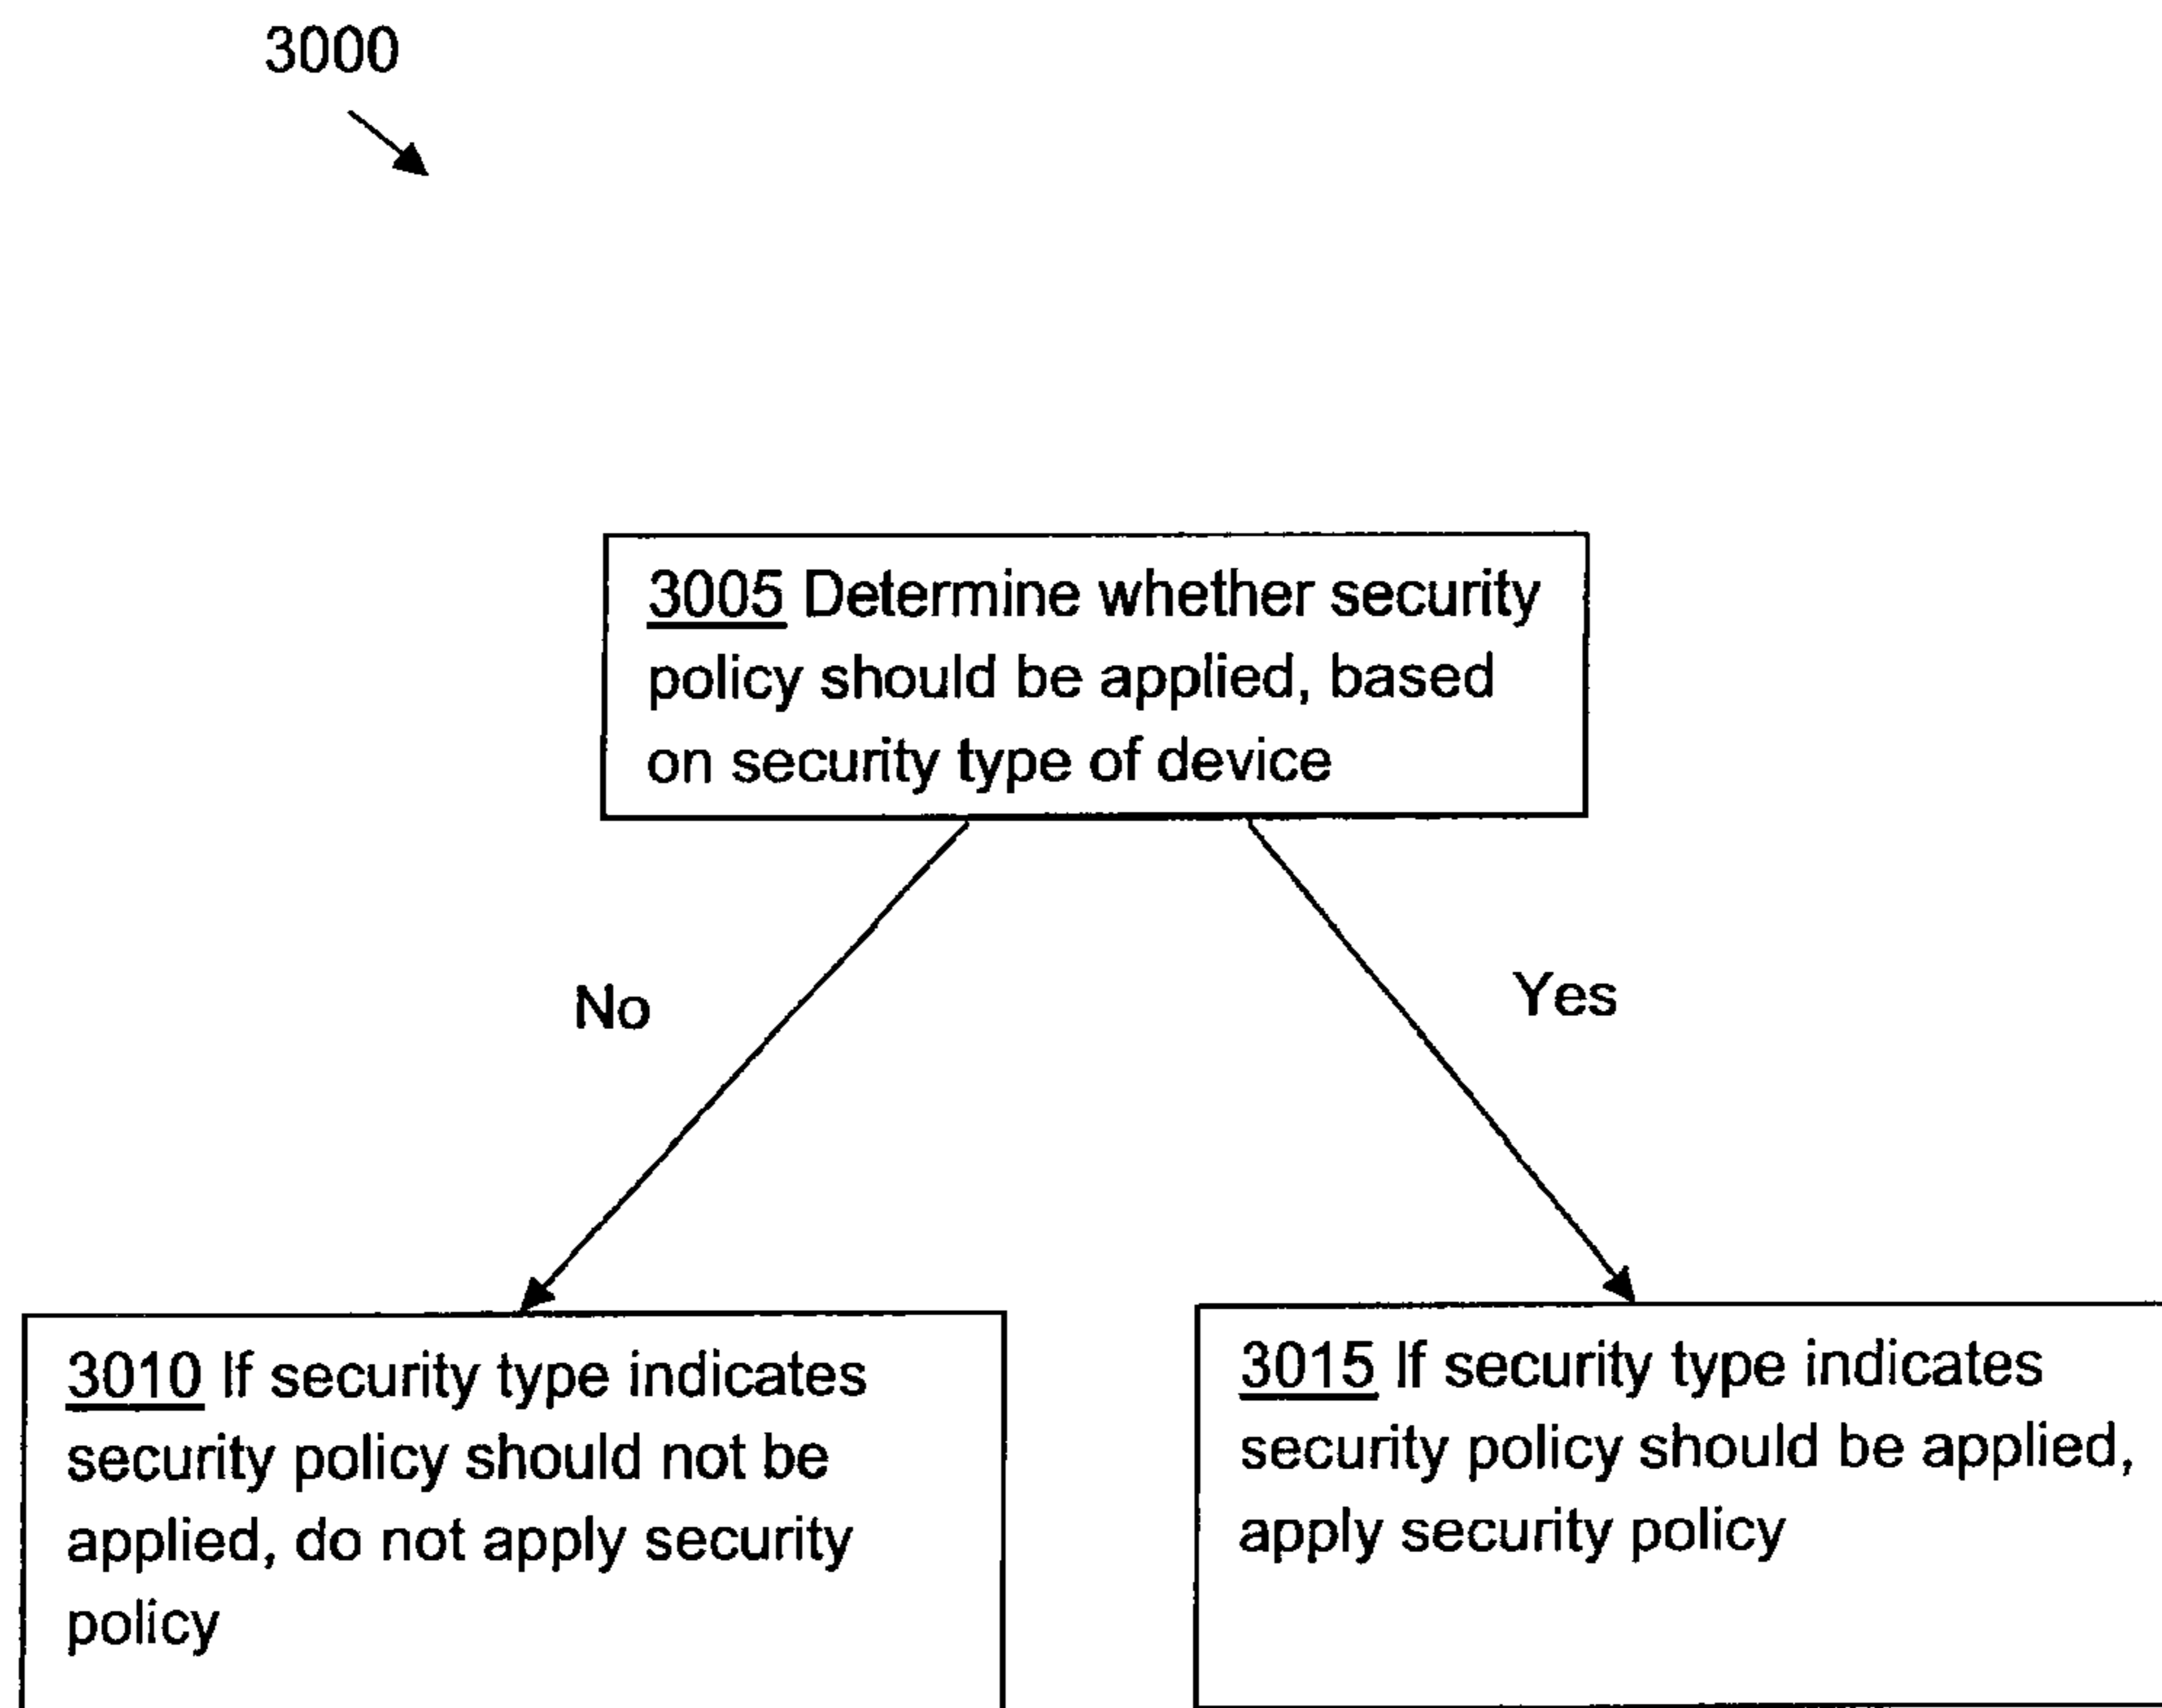 3000
3005 Determine whether security
policy should be applied, based
on security type of device
No
Yes
3010 If security type indicates
security policy should not be
applied, do not apply security
policy
3015 If security type indicates
security policy should be applied,
apply security policy